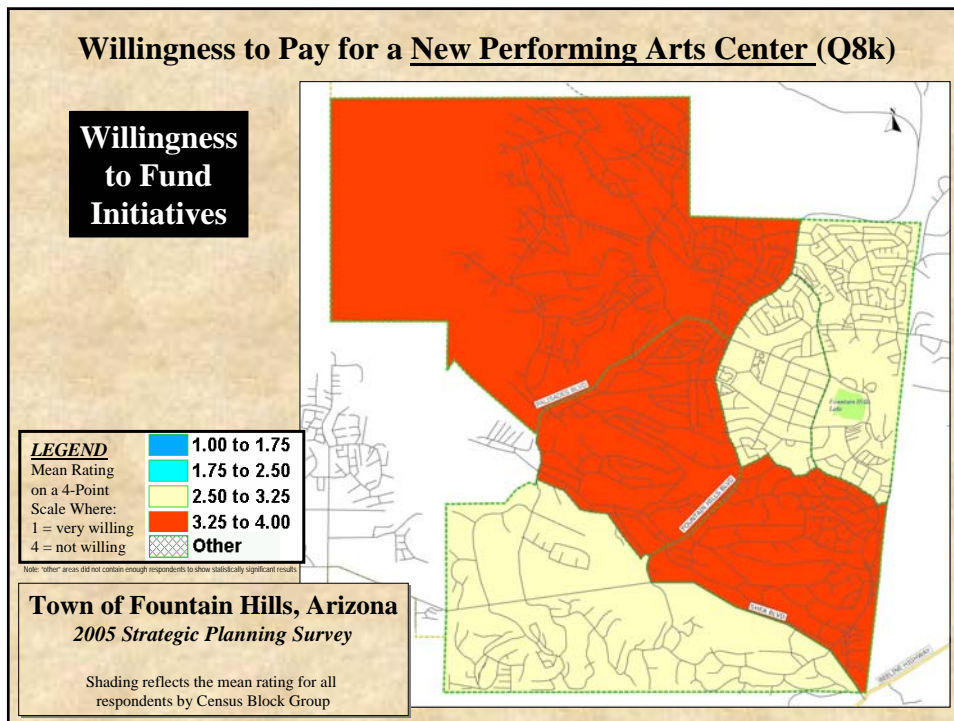 Willingness to Pay for a New Performing Arts Center (Q8k)
Willingness
to Fund
Initiatives
PALISADES BLVD
Fountain Hills
Lake
FOUNTAIN HILLS BLVD
SHEA BLVD
BEELINE HIGHWAY
LEGEND
Mean Rating
on a 4-Point
Scale Where:
1 = very willing
4 = not willing
1.00 to 1.75
1.75 to 2.50
2.50 to 3.25
3.25 to 4.00
Other
Note: "other" areas did not contain enough respondents to show statistically significant results.
Town of Fountain Hills, Arizona
2005 Strategic Planning Survey
Shading reflects the mean rating for all
respondents by Census Block Group